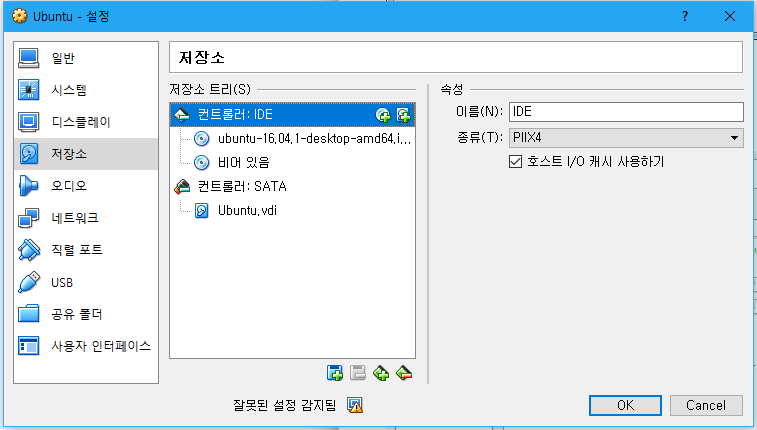 Ubuntu - 설정
?
일반
시스템
디스플레이
저장소
오디오
네트워크
직렬 포트
USB
공유 폴더
사용자 인터페이스
저장소
저장소 트리(S)
컨트롤러: IDE
ubuntu-16.04.1-desktop-amd64.i...
비어 있음
컨트롤러: SATA
Ubuntu.vdi
속성
이름(N): IDE
종류(T): PIIX4
호스트 I/O 캐시 사용하기
잘못된 설정 감지됨
OK
Cancel